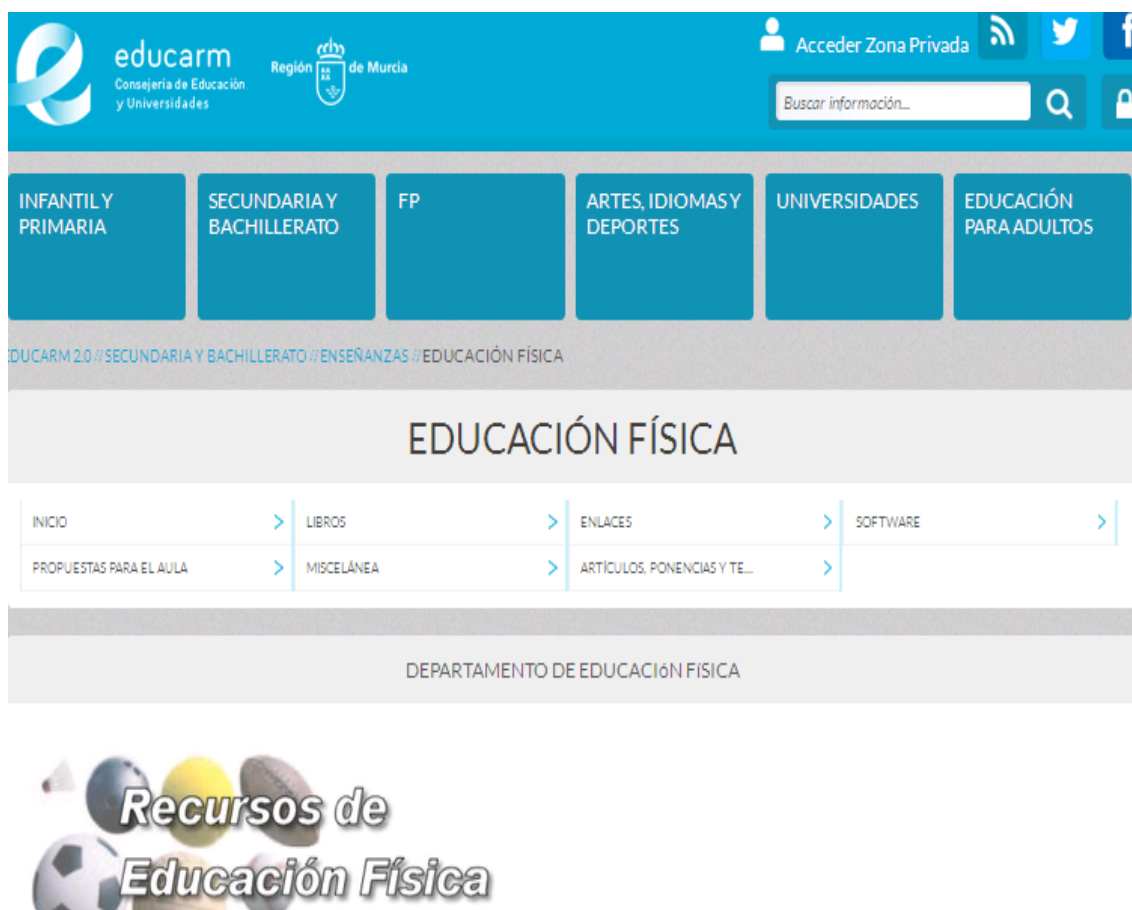 educarm
Consejería de Educación
y Universidades
Región de Murcia
Acceder Zona Privada
Buscar información...
INFANTIL Y
PRIMARIA
SECUNDARIA Y
BACHILLERATO
FP
ARTES, IDIOMAS Y
DEPORTES
UNIVERSIDADES
EDUCACIÓN
PARA ADULTOS
EDUCARM 2.0 // SECUNDARIA Y BACHILLERATO // ENSEÑANZAS // EDUCACIÓN FÍSICA
EDUCACIÓN FÍSICA
INICIO
LIBROS
ENLACES
SOFTWARE
PROPUESTAS PARA EL AULA
MISCELÁNEA
ARTÍCULOS, PONENCIAS Y TE...
DEPARTAMENTO DE EDUCACIóN FíSICA
Recursos de
Educación Física